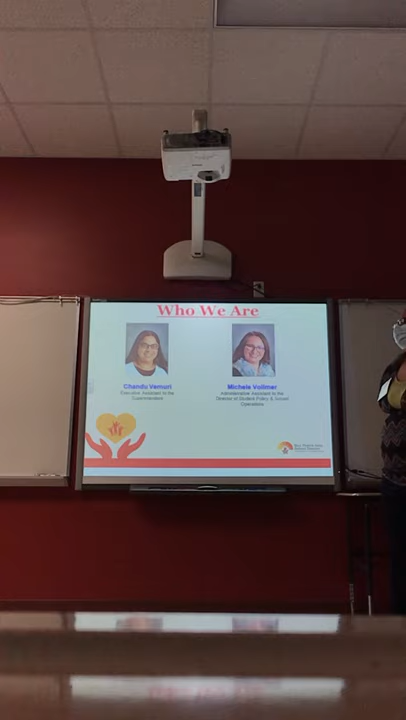 Who We Are
Chandu Vemuri
Executive Assistant to the
Superintendent
Michele Vollmer
Administrative Assistant to the
Director of Student Policy & School
Operations